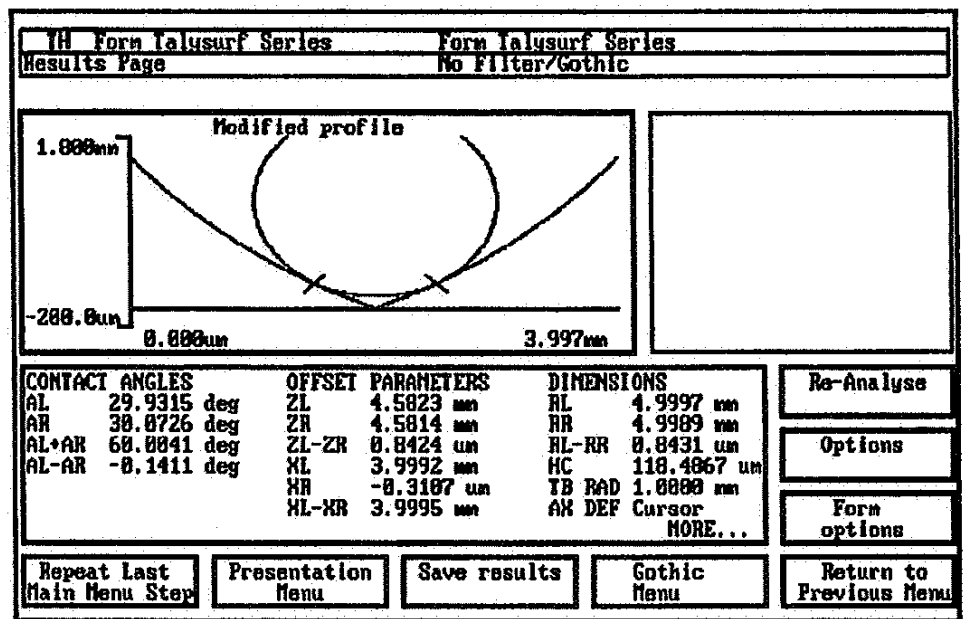 TH Form Talysurf Series Form Talysurf Series
Results Page No Filter/Gothic
Modified profile
1.800mm
-200.0um
0.000um 3.997mm
CONTACT ANGLES OFFSET PARAMETERS DIMENSIONS
AL 29.9315 deg ZL 4.5823 mm RL 4.9997 mm
AR 30.0726 deg ZR 4.5814 mm RR 4.9989 mm
AL+AR 60.0041 deg ZL-ZR 0.8424 um RL-RR 0.8431 um
AL-AR -0.1411 deg XL 3.9992 mm HC 118.4067 um
XR -0.3107 um TB RAD 1.0000 mm
XL-XR 3.9995 mm AX DEF Cursor
MORE...
Re-Analyse
Options
Form
options
Repeat Last
Main Menu Step
Presentation
Menu
Save results
Gothic
Menu
Return to
Previous Menu